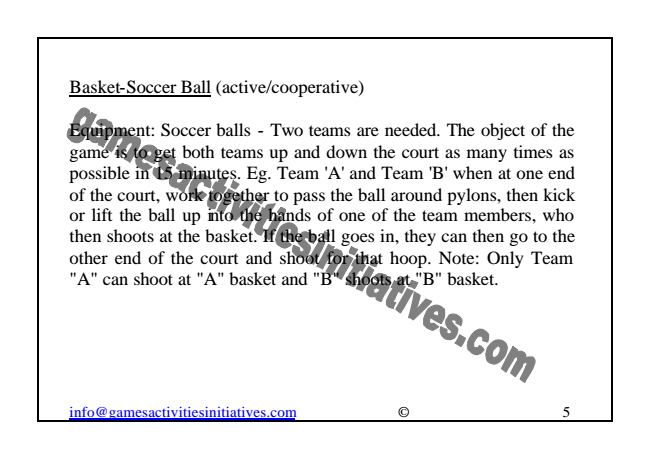 Basket-Soccer Ball (active/cooperative)
Equipment: Soccer balls - Two teams are needed. The object of the
game is to get both teams up and down the court as many times as
possible in 15 minutes. Eg. Team 'A' and Team 'B' when at one end
of the court, work together to pass the ball around pylons, then kick
or lift the ball up into the hands of one of the team members, who
then shoots at the basket. If the ball goes in, they can then go to the
other end of the court and shoot for that hoop. Note: Only Team
"A" can shoot at "A" basket and "B" shoots at "B" basket.
gamesactivitiesinitiatives.com
info@gamesactivitiesinitiatives.com © 5